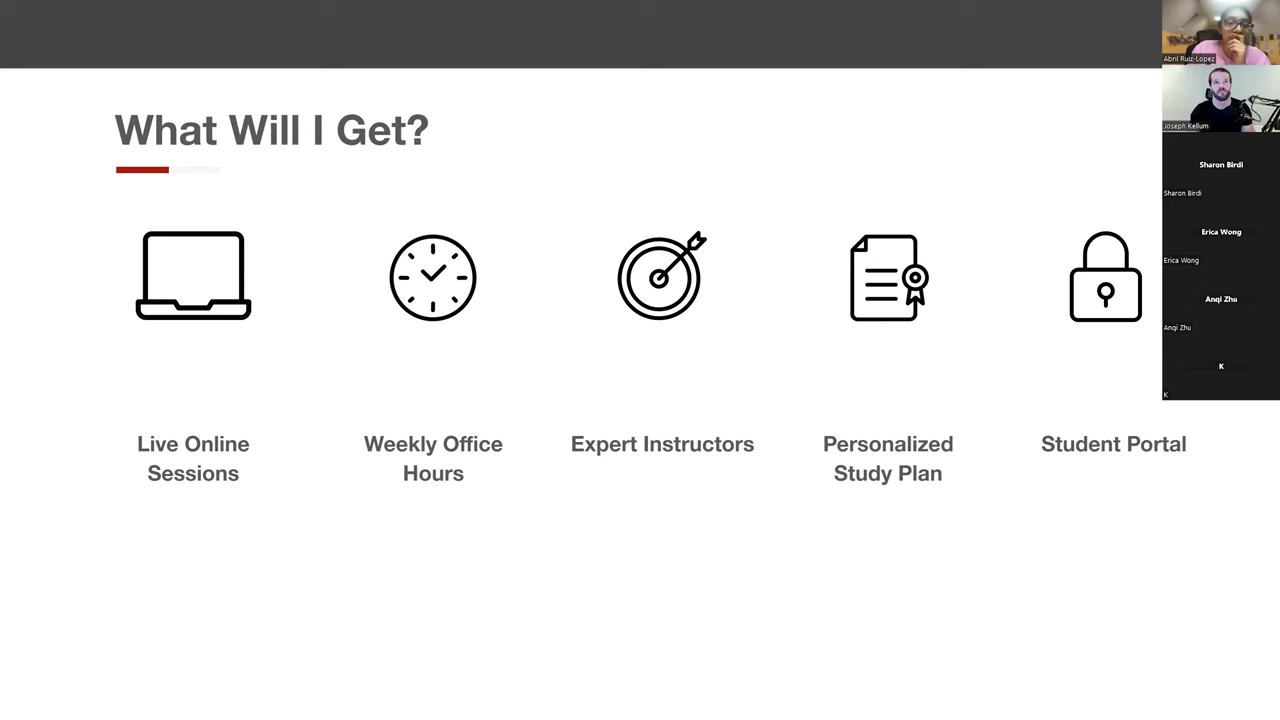 What Will I Get?
Live Online
Sessions
Weekly Office
Hours
Expert Instructors
Personalized
Study Plan
Student Portal
Abril Ruiz-Lopez
Joseph Kellum
Sharon Birdi
Sharon Birdi
Erica Wong
Erica Wong
Anqi Zhu
Anqi Zhu
K
K